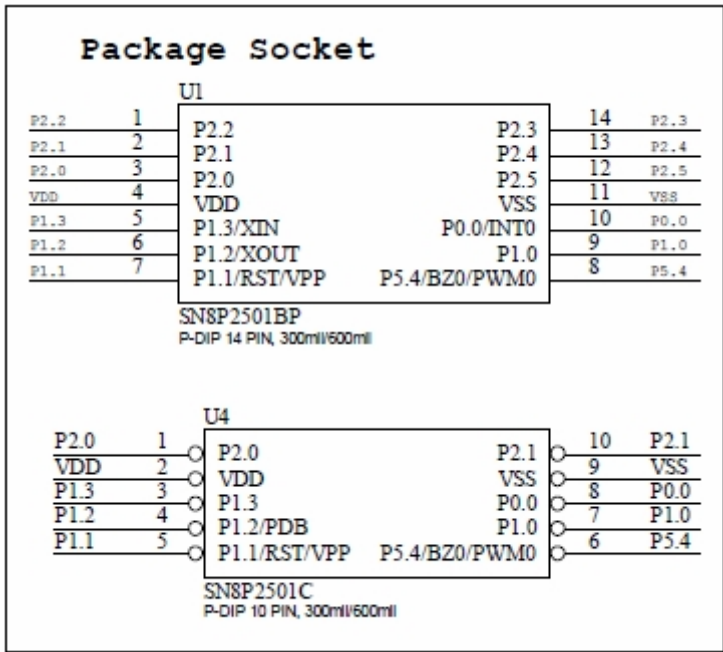 Package Socket
U1
P2.2 1 P2.2 P2.3 14 P2.3
P2.1 2 P2.1 P2.4 13 P2.4
P2.0 3 P2.0 P2.5 12 P2.5
VDD 4 VDD VSS 11 VSS
P1.3 5 P1.3/XIN P0.0/INT0 10 P0.0
P1.2 6 P1.2/XOUT P1.0 9 P1.0
P1.1 7 P1.1/RST/VPP P5.4/BZ0/PWM0 8 P5.4
SN8P2501BP
P-DIP 14 PIN, 300mil/600mil
U4
P2.0 1 P2.0 P2.1 10 P2.1
VDD 2 VDD VSS 9 VSS
P1.3 3 P1.3 P0.0 8 P0.0
P1.2 4 P1.2/PDB P1.0 7 P1.0
P1.1 5 P1.1/RST/VPP P5.4/BZ0/PWM0 6 P5.4
SN8P2501C
P-DIP 10 PIN, 300mil/600mil